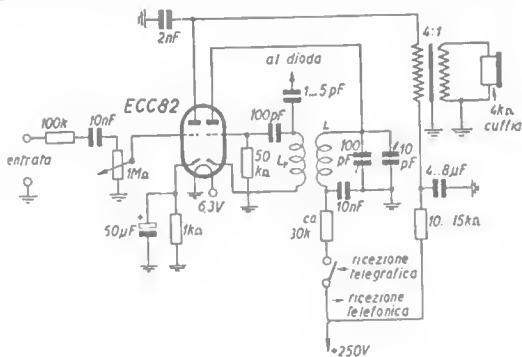 2nF
4:1
al diodo
4kΩ
cuffia
ECC82
1...5pF
100pF
100k
10nF
entrata
1MΩ
50
kΩ
Lr
L
100
pF
10
pF
6,3V
10nF
4...8µF
+
50µF
1kΩ
ca
30k
10...15kΩ
ricezione
telegrafica
ricezione
telefonica
+250V